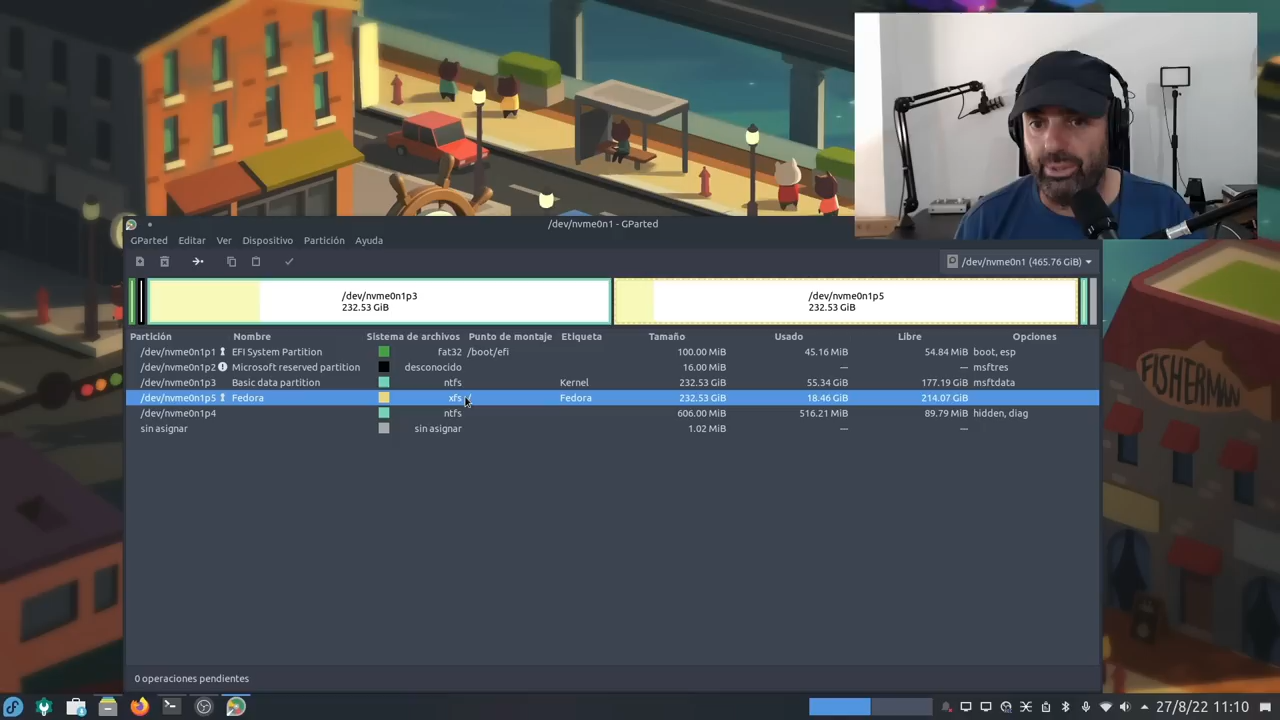 /dev/nvme0n1 - GParted
GParted Editar Ver Dispositivo Partición Ayuda
/dev/nvme0n1 (465.76 GiB)
/dev/nvme0n1p3
232.53 GiB
/dev/nvme0n1p5
232.53 GiB
Partición Nombre Sistema de archivos Punto de montaje Etiqueta Tamaño Usado Libre Opciones
/dev/nvme0n1p1 EFI System Partition fat32 /boot/efi 100.00 MiB 45.16 MiB 54.84 MiB boot, esp
/dev/nvme0n1p2 Microsoft reserved partition desconocido 16.00 MiB — — msftres
/dev/nvme0n1p3 Basic data partition ntfs Kernel 232.53 GiB 55.34 GiB 177.19 GiB msftdata
/dev/nvme0n1p5 Fedora xfs / Fedora 232.53 GiB 18.46 GiB 214.07 GiB
/dev/nvme0n1p4 ntfs 606.00 MiB 516.21 MiB 89.79 MiB hidden, diag
sin asignar sin asignar 1.02 MiB — —
FISHERMAN
0 operaciones pendientes
27/8/22 11:10